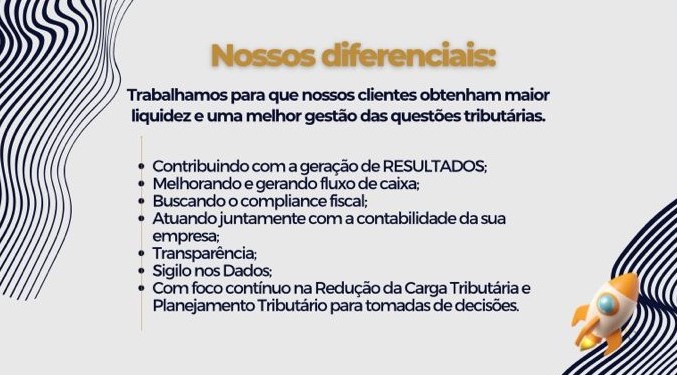 Nossos diferenciais:
Trabalhamos para que nossos clientes obtenham maior
liquidez e uma melhor gestão das questões tributárias.
• Contribuindo com a geração de RESULTADOS;
• Melhorando e gerando fluxo de caixa;
• Buscando o compliance fiscal;
• Atuando juntamente com a contabilidade da sua
empresa;
• Transparência;
• Sigilo nos Dados;
• Com foco contínuo na Redução da Carga Tributária e
Planejamento Tributário para tomadas de decisões.